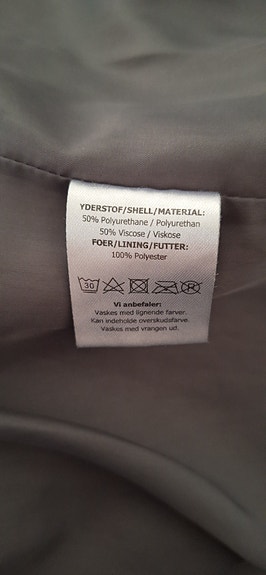 YDERSTOF/SHELL/MATERIAL:
50% Polyurethane / Polyurethan
50% Viscose / Viskose
FOER/LINING/FUTTER:
100% Polyester
30
Vi anbefaler:
Vaskes med lignende farver.
Kan indeholde overskudsfarve.
Vaskes med vrangen ud.